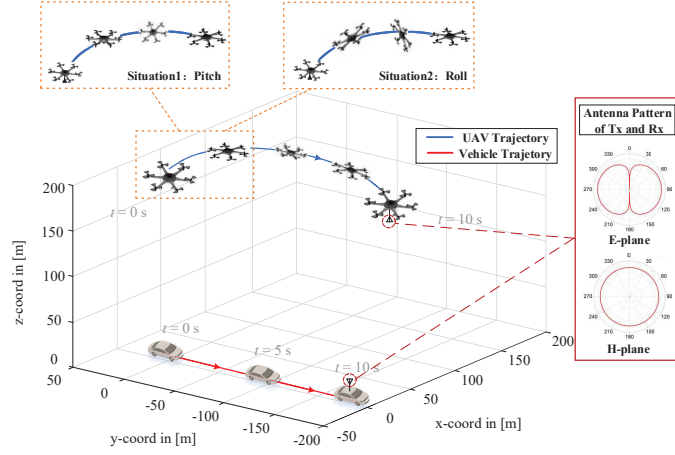 Situation1: Pitch
Situation2: Roll
UAV Trajectory
Vehicle Trajetory
Antenna Pattern
of Tx and Rx
0
330
30
300
60
270
90
240
120
210
150
180
E-plane
0
330
30
300
60
270
90
240
120
210
150
180
H-plane
t = 0 s
t = 10 s
t = 0 s
t = 5 s
t = 10 s
200
150
100
50
0
z-coord in [m]
50
0
-50
-100
-150
-200
y-coord in [m]
-50
0
50
100
150
200
x-coord in [m]